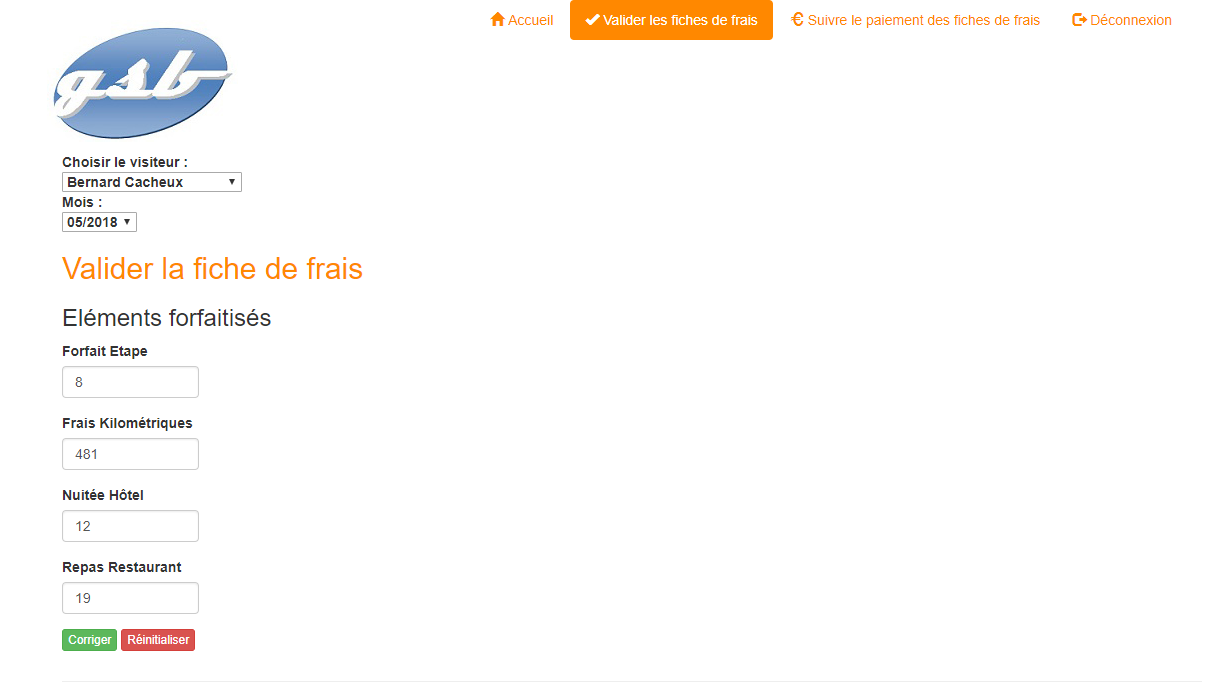 Accueil Valider les fiches de frais € Suivre le paiement des fiches de frais Déconnexion
gsb
Choisir le visiteur :
Bernard Cacheux
Mois :
05/2018
Valider la fiche de frais
Eléments forfaitisés
Forfait Etape
8
Frais Kilométriques
481
Nuitée Hôtel
12
Repas Restaurant
19
Corriger Réinitialiser